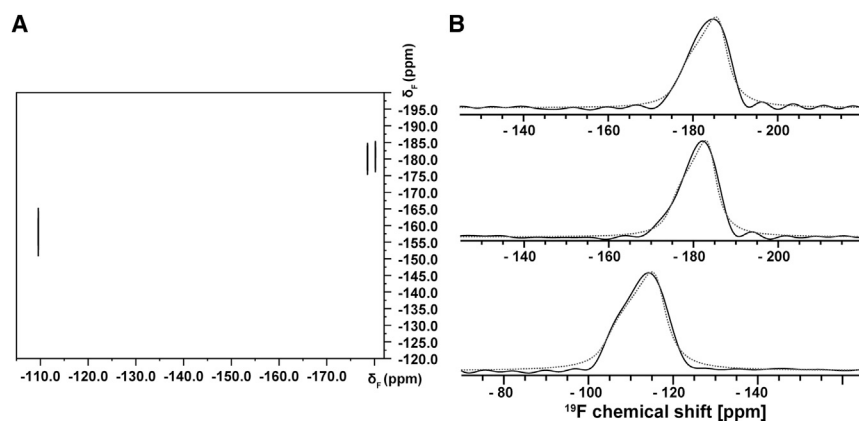 A
δF (ppm)
-195.0
-190.0
-185.0
-180.0
-175.0
-170.0
-165.0
-160.0
-155.0
-150.0
-145.0
-140.0
-135.0
-130.0
-125.0
-120.0
-110.0 -120.0 -130.0 -140.0 -150.0 -160.0 -170.0
δF (ppm)
B
- 140 - 160 - 180 - 200
- 140 - 160 - 180 - 200
- 80 - 100 - 120 - 140
19F chemical shift [ppm]